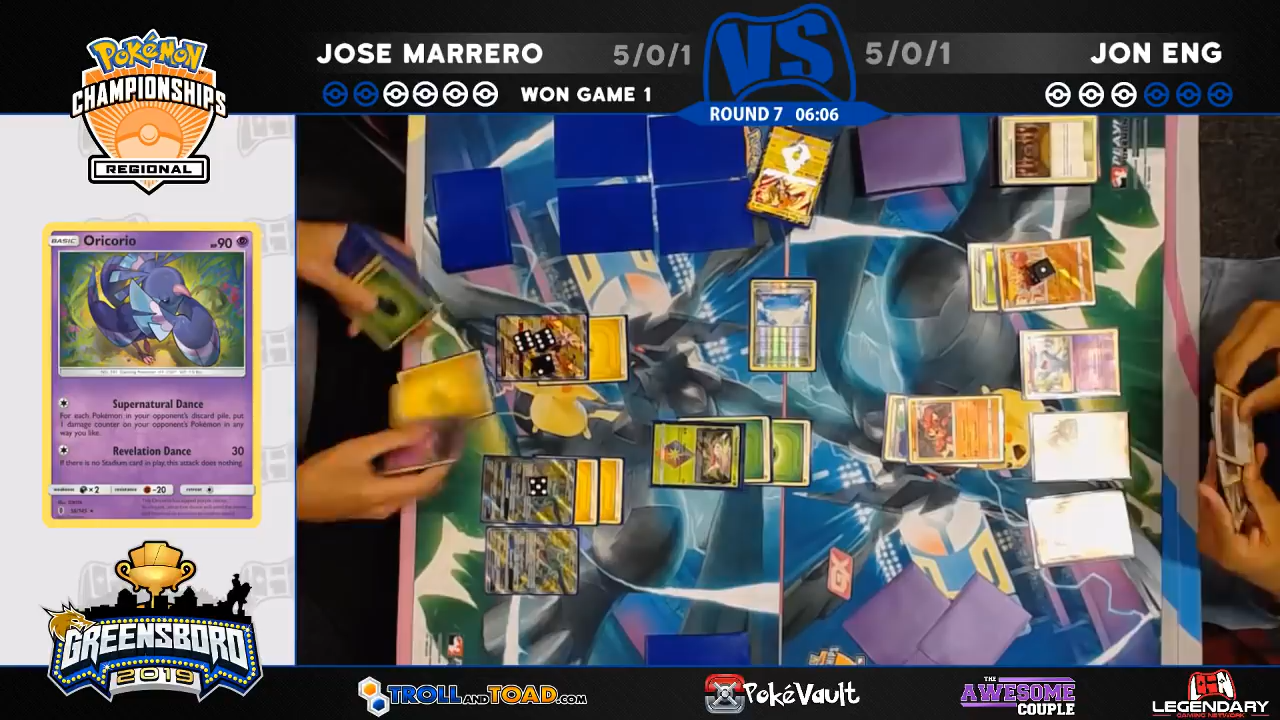 Pokémon
CHAMPIONSHIPS
REGIONAL
JOSE MARRERO
5/0/1
VS
5/0/1
JON ENG
WON GAME 1
ROUND 7 06:06
BASIC
Oricorio
HP90
Supernatural Dance
For each Pokémon in your opponent's discard pile, put
1 damage counter on your opponent's Pokémon in any
way you like.
Revelation Dance 30
If there is no Stadium card in play, this attack does nothing.
weakness ×2 resistance -20 retreat
GX
GREENSBORO
2019
TROLLANDTOAD.COM
PokéVault
THE
AWESOME
COUPLE
LEGENDARY
GAMING NETWORK